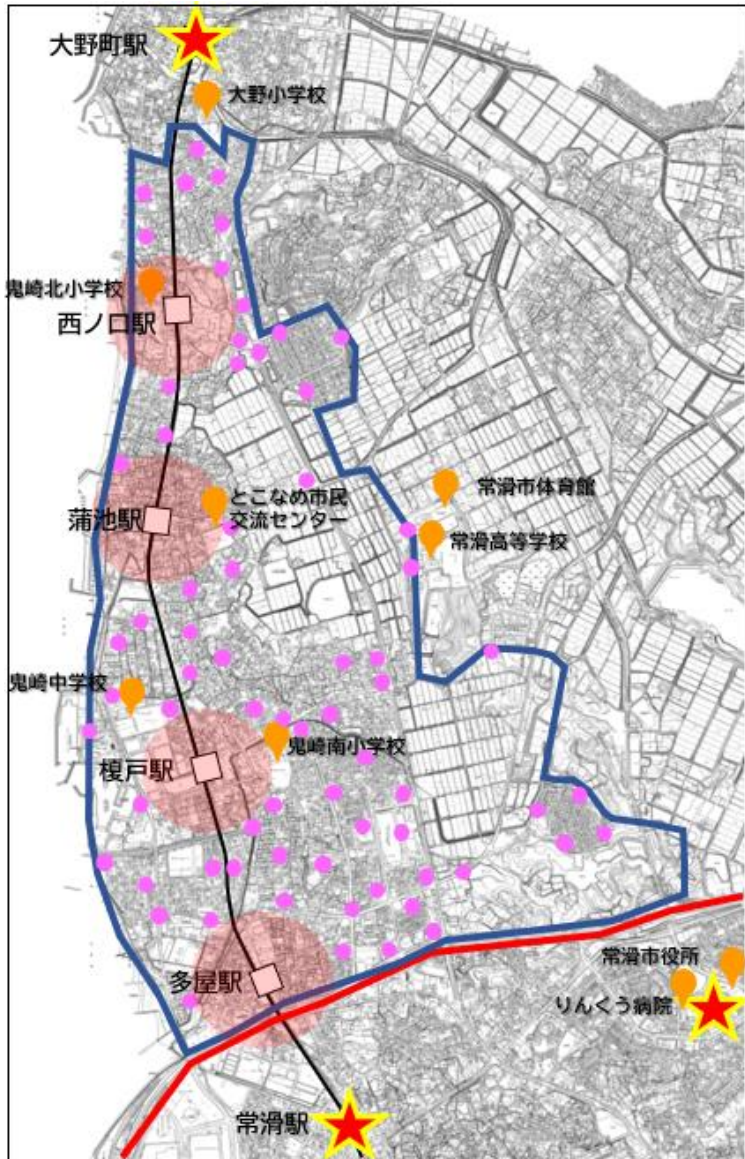 大野町駅
大野小学校
鬼崎北小学校
西ノ口駅
とこなめ市民
交流センター
蒲池駅
常滑市体育館
常滑高等学校
鬼崎中学校
鬼崎南小学校
榎戸駅
常滑市役所
多屋駅
りんくう病院
常滑駅